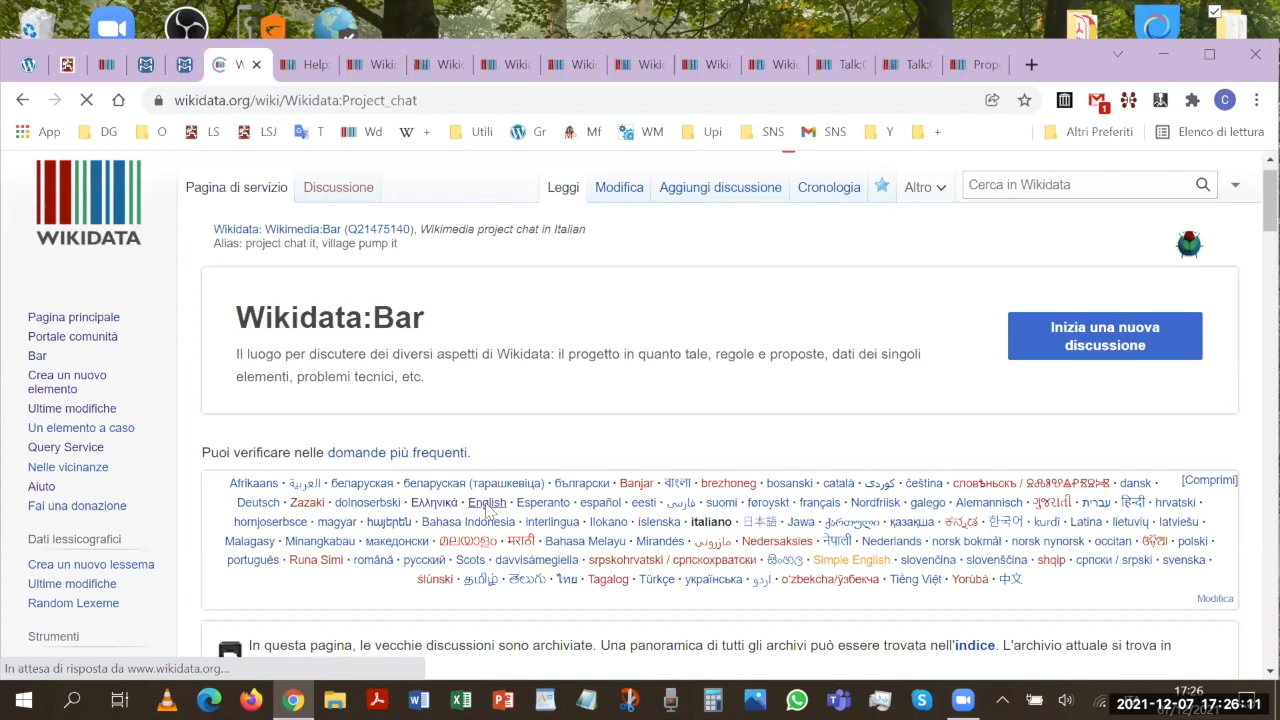 W
Help:
Wikic
Wikic
Wikic
Wikic
Wikic
Wikic
Wikic
Talk:(
Talk:(
Prop
wikidata.org/wiki/Wikidata:Project_chat
1
C
App
DG
O
LS
LSJ
T
Wd
+
Utili
Gr
Mf
WM
Upi
SNS
SNS
Y
+
Altri Preferiti
Elenco di lettura
WIKIDATA
Pagina di servizio
Discussione
Leggi
Modifica
Aggiungi discussione
Cronologia
Altro
Cerca in Wikidata
Wikidata: Wikimedia:Bar (Q21475140), Wikimedia project chat in Italian
Alias: project chat it, village pump it
Wikidata:Bar
Inizia una nuova
discussione
Il luogo per discutere dei diversi aspetti di Wikidata: il progetto in quanto tale, regole e proposte, dati dei singoli
elementi, problemi tecnici, etc.
Pagina principale
Portale comunità
Bar
Crea un nuovo
elemento
Ultime modifiche
Un elemento a caso
Query Service
Nelle vicinanze
Aiuto
Fai una donazione
Dati lessicografici
Crea un nuovo lessema
Ultime modifiche
Random Lexeme
Strumenti
Puoi verificare nelle domande più frequenti.
[Comprimi]
Afrikaans · العربية · беларуская · беларуская (тарашкевіца) · български · Banjar · বাংলা · brezhoneg · bosanski · català · کوردی · čeština · словѣньскъ / ⰔⰎⰑⰂⰡⰐⰠⰔⰍⰟ · dansk ·
Deutsch · Zazaki · dolnoserbski · Ελληνικά · English · Esperanto · español · eesti · فارسی · suomi · føroyskt · français · Nordfriisk · galego · Alemannisch · ગુજરાતી · עברית · हिन्दी · hrvatski ·
hornjoserbsce · magyar · հայերեն · Bahasa Indonesia · interlingua · Ilokano · íslenska · italiano · 日本語 · Jawa · ქართული · қазақша · ಕನ್ನಡ · 한국어 · kurdî · Latina · lietuvių · latviešu ·
Malagasy · Minangkabau · македонски · മലയാളം · मराठी · Bahasa Melayu · Mirandés · مازِرونی · Nedersaksies · नेपाली · Nederlands · norsk bokmål · norsk nynorsk · occitan · ଓଡ଼ିଆ · polski ·
português · Runa Simi · română · русский · Scots · davvisámegiella · srpskohrvatski / српскохрватски · සිංහල · Simple English · slovenčina · slovenščina · shqip · српски / srpski · svenska ·
ślůnski · தமிழ் · తెలుగు · ไทย · Tagalog · Türkçe · українська · اردو · oʻzbekcha/ўзбекча · Tiếng Việt · Yorùbá · 中文
Modifica
In questa pagina, le vecchie discussioni sono archiviate. Una panoramica di tutti gli archivi può essere trovata nell'indice. L'archivio attuale si trova in
In attesa di risposta da www.wikidata.org...
17:26
2021-12-07 17:26:11